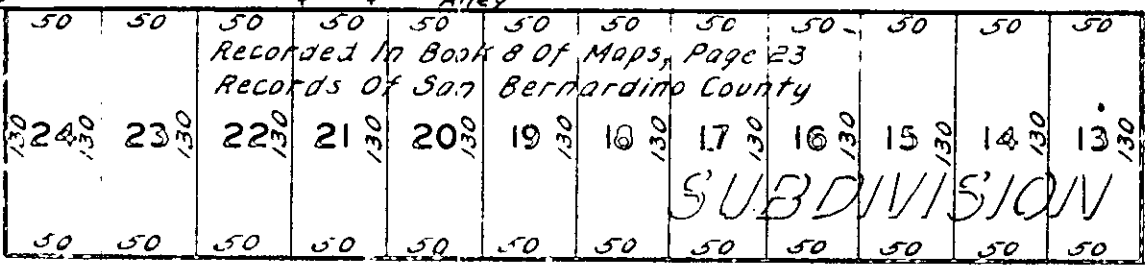 Alley
50 50 50 50 50 50 50 50 50 50 50 50
Recorded In Book 8 Of Maps, Page 23
Records Of San Bernardino County
130 24 130 23 130 22 130 21 130 20 130 19 130 18 130 17 130 16 130 15 130 14 130 13 130
SUBDIVISION
50 50 50 50 50 50 50 50 50 50 50 50